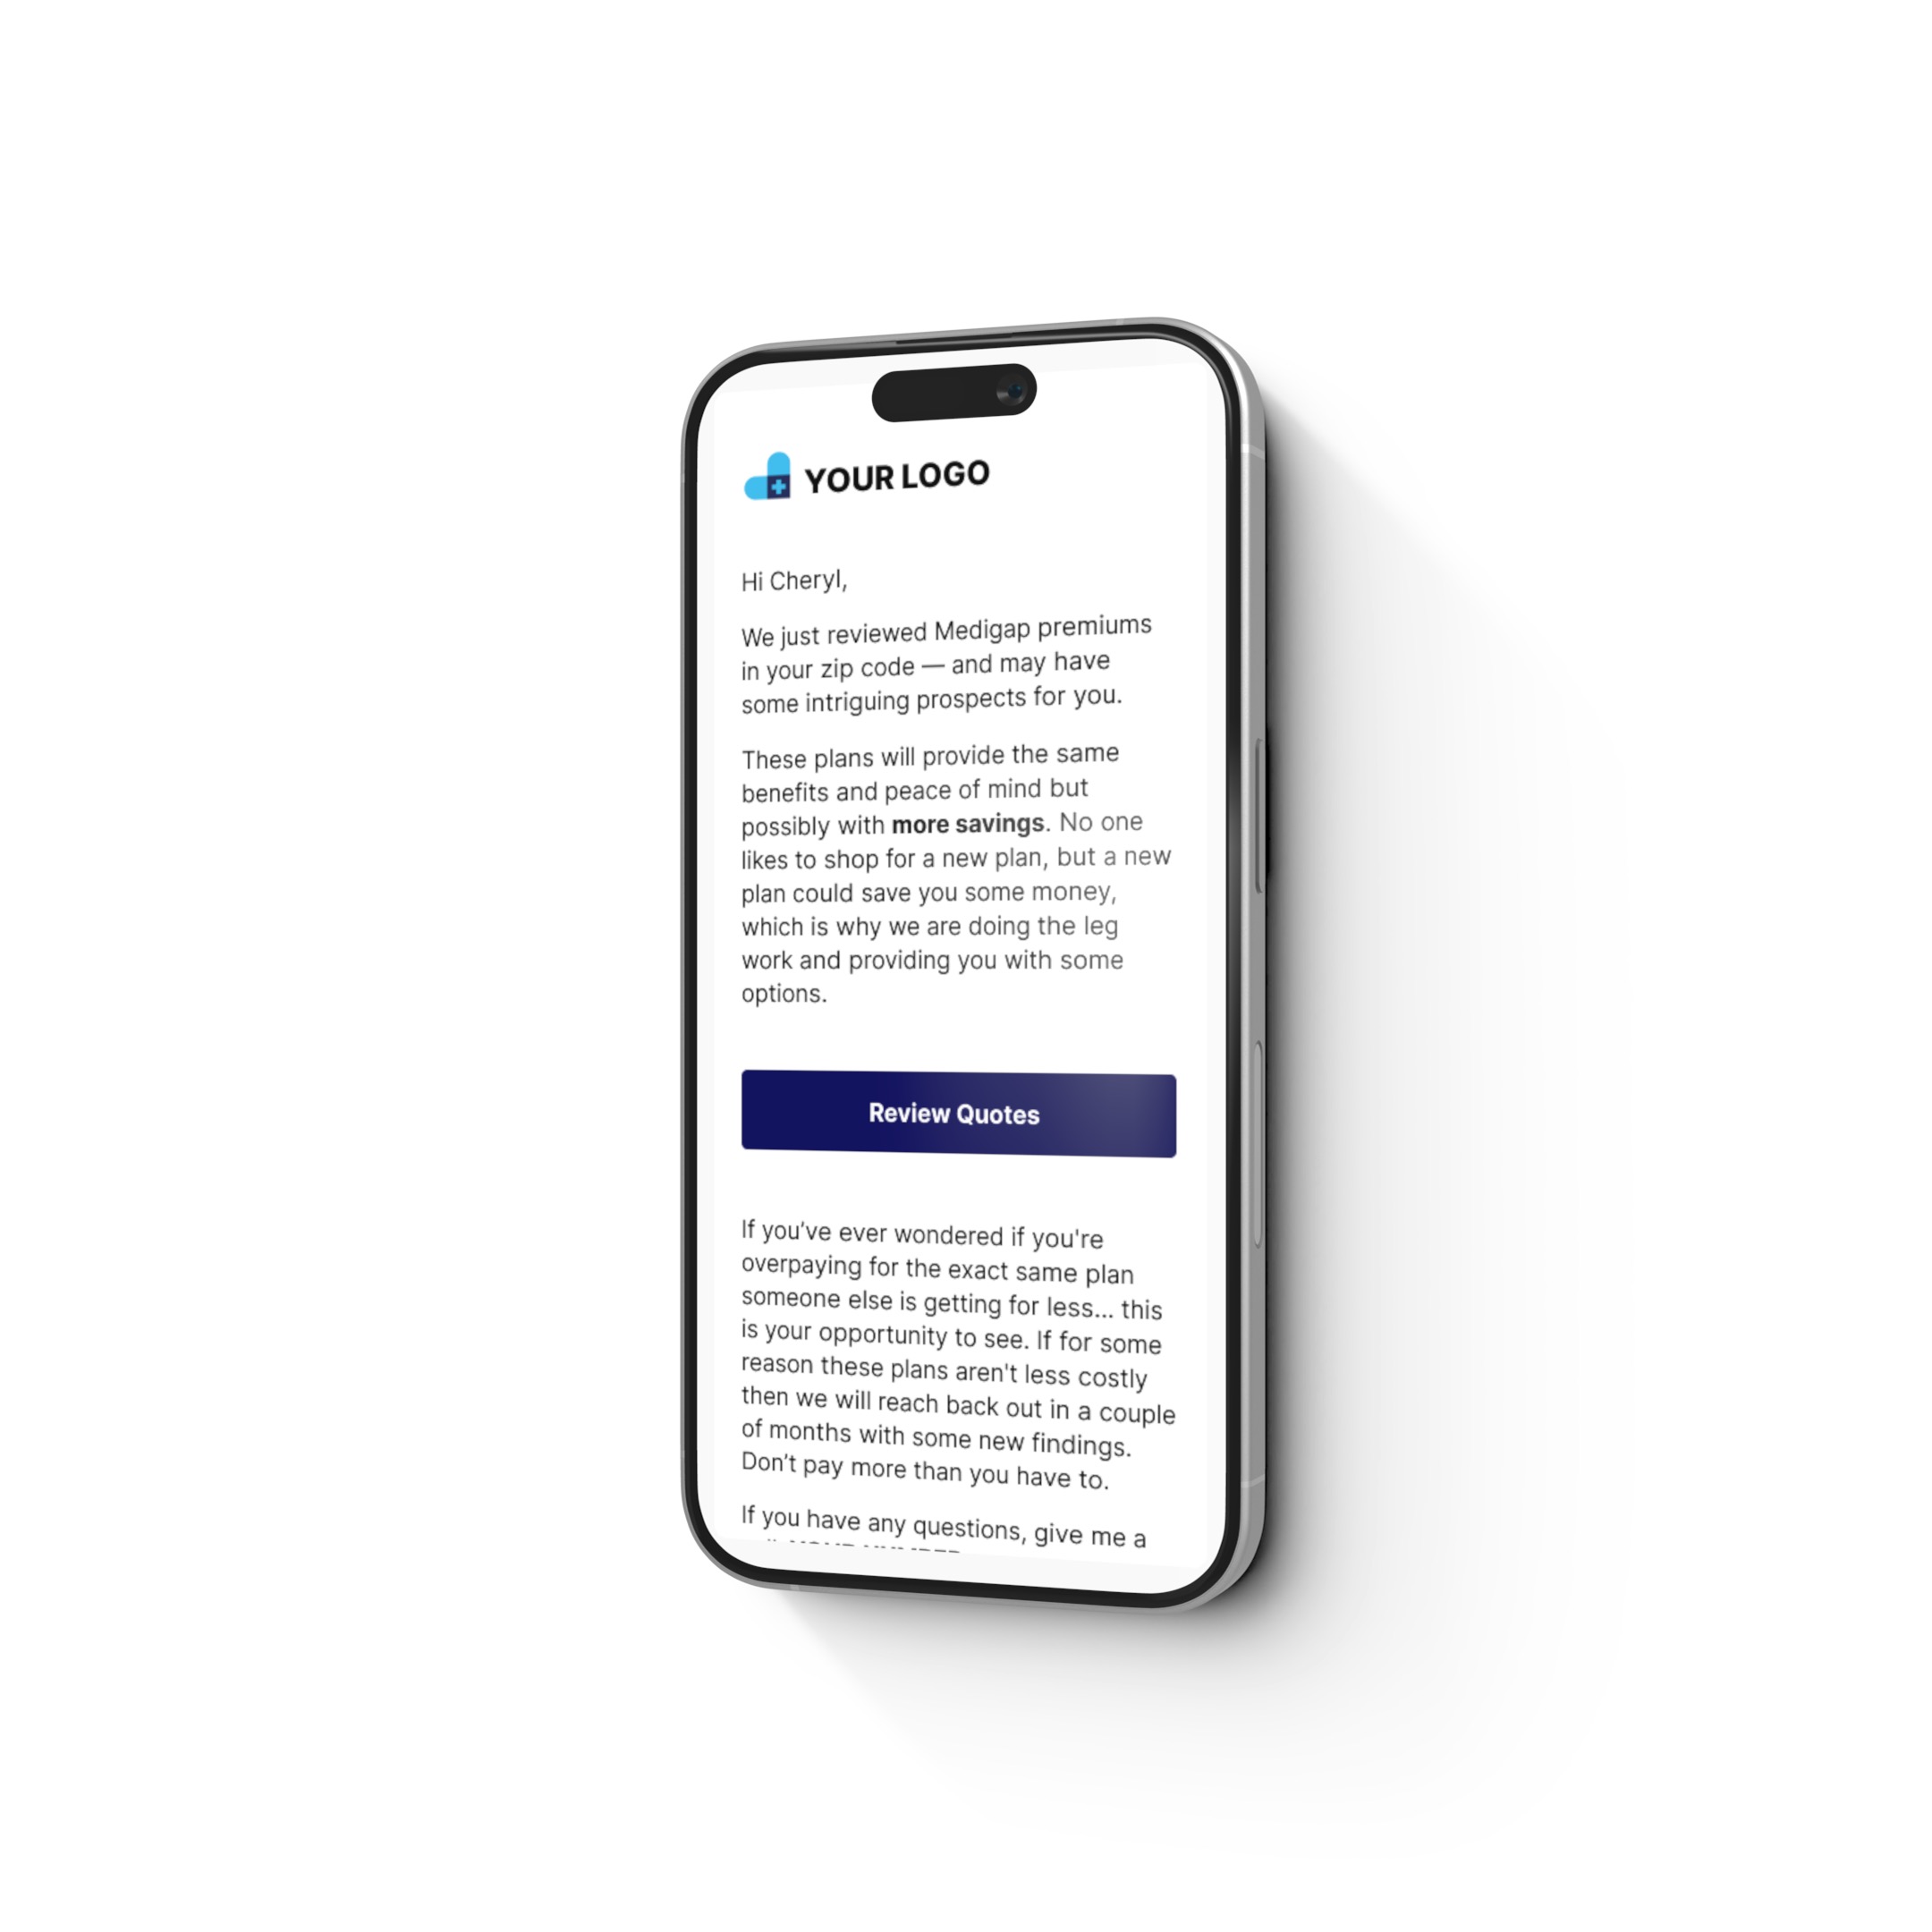 YOUR LOGO
Hi Cheryl,
We just reviewed Medigap premiums
in your zip code — and may have
some intriguing prospects for you.
These plans will provide the same
benefits and peace of mind but
possibly with more savings. No one
likes to shop for a new plan, but a new
plan could save you some money,
which is why we are doing the leg
work and providing you with some
options.
Review Quotes
If you’ve ever wondered if you're
overpaying for the exact same plan
someone else is getting for less... this
is your opportunity to see. If for some
reason these plans aren't less costly
then we will reach back out in a couple
of months with some new findings.
Don’t pay more than you have to.
If you have any questions, give me a